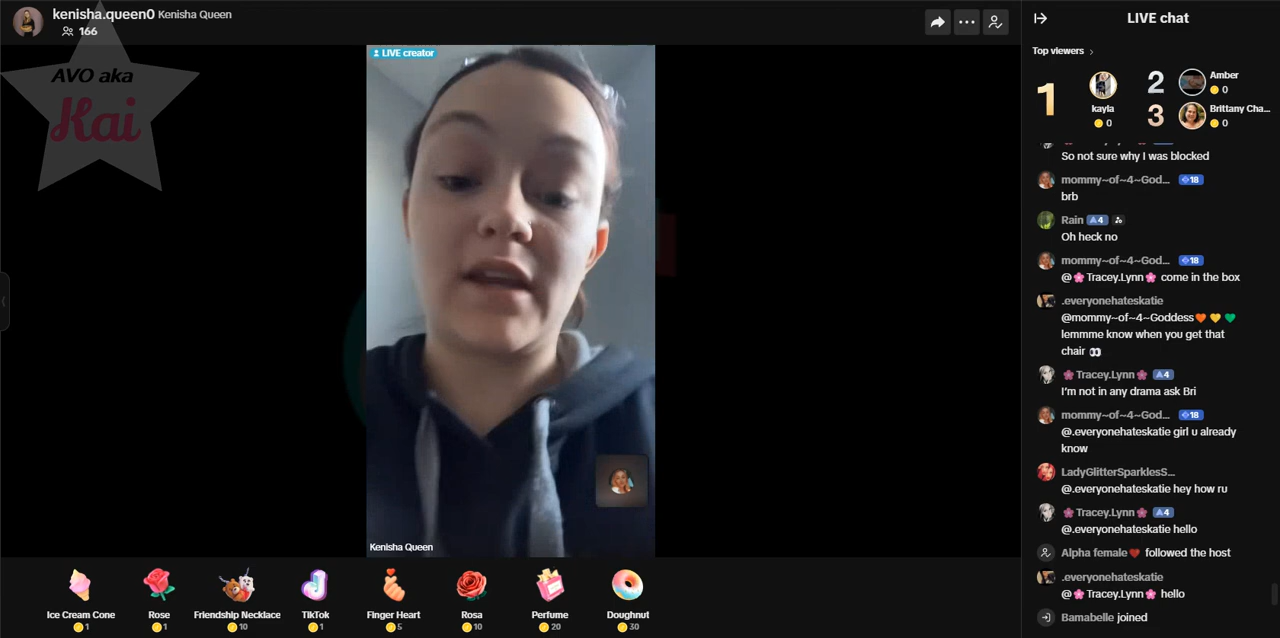 kenisha.queen0 Kenisha Queen
166
AVO aka
Kai
LIVE creator
Kenisha Queen
Ice Cream Cone
1
Rose
1
Friendship Necklace
10
TikTok
1
Finger Heart
5
Rosa
10
Perfume
20
Doughnut
30
LIVE chat
Top viewers
1
kayla
0
2
Amber
0
3
Brittany Cha...
0
So not sure why I was blocked
mommy~of~4~God... 18
brb
Rain 4
Oh heck no
mommy~of~4~God... 18
@🌸Tracey.Lynn🌸 come in the box
.everyonehateskatie
@mommy~of~4~Goddess🧡💛💚
lemmme know when you get that
chair 👀
🌸Tracey.Lynn🌸 4
I'm not in any drama ask Bri
mommy~of~4~God... 18
@.everyonehateskatie girl u already
know
LadyGlitterSparklesS...
@.everyonehateskatie hey how ru
🌸Tracey.Lynn🌸 4
@.everyonehateskatie hello
Alpha female❤️ followed the host
.everyonehateskatie
@🌸Tracey.Lynn🌸 hello
Bamabelle joined